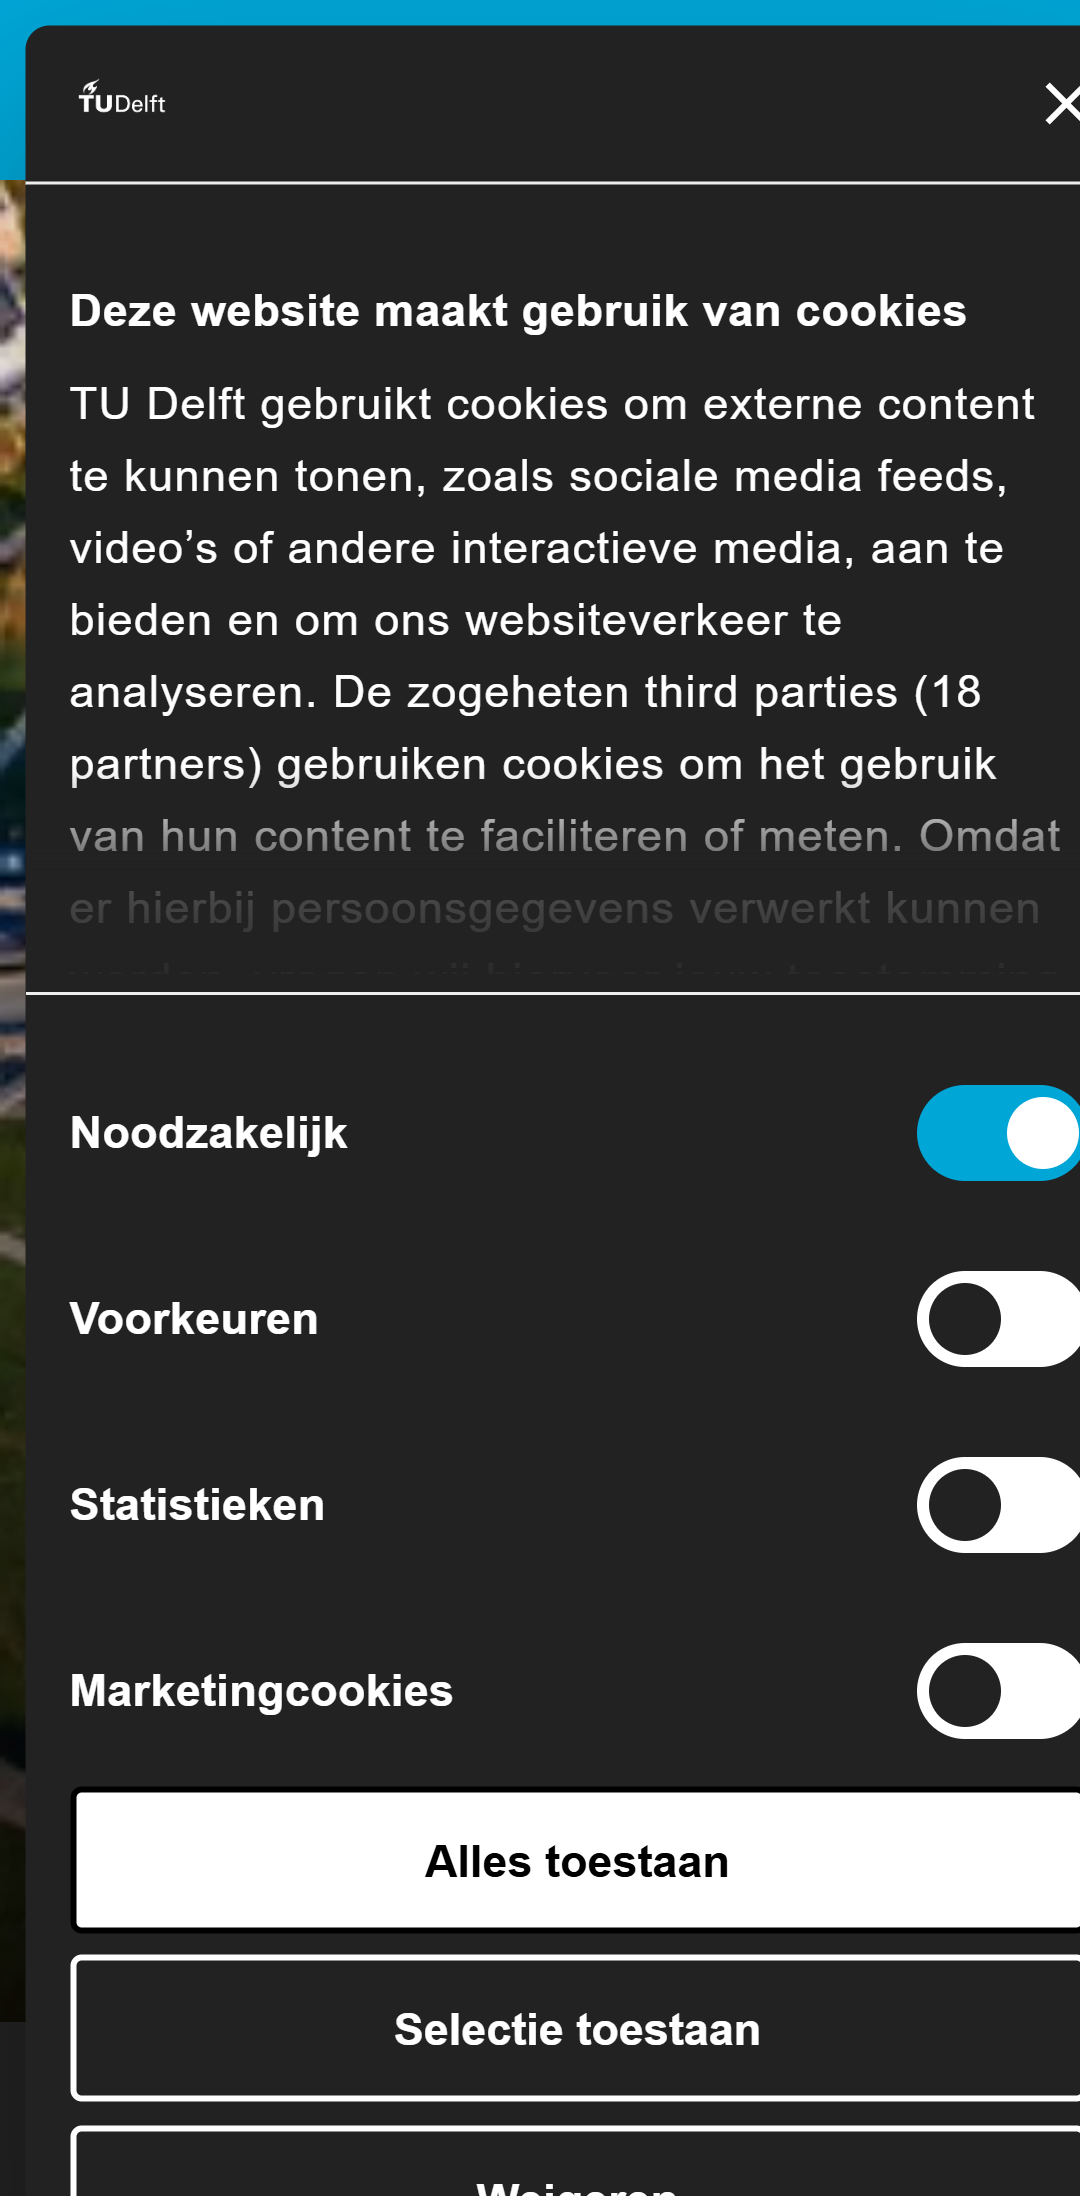 TUDelft
Deze website maakt gebruik van cookies
TU Delft gebruikt cookies om externe content
te kunnen tonen, zoals sociale media feeds,
video’s of andere interactieve media, aan te
bieden en om ons websiteverkeer te
analyseren. De zogeheten third parties (18
partners) gebruiken cookies om het gebruik
van hun content te faciliteren of meten. Omdat
er hierbij persoonsgegevens verwerkt kunnen
Noodzakelijk
Voorkeuren
Statistieken
Marketingcookies
Alles toestaan
Selectie toestaan
Weigeren